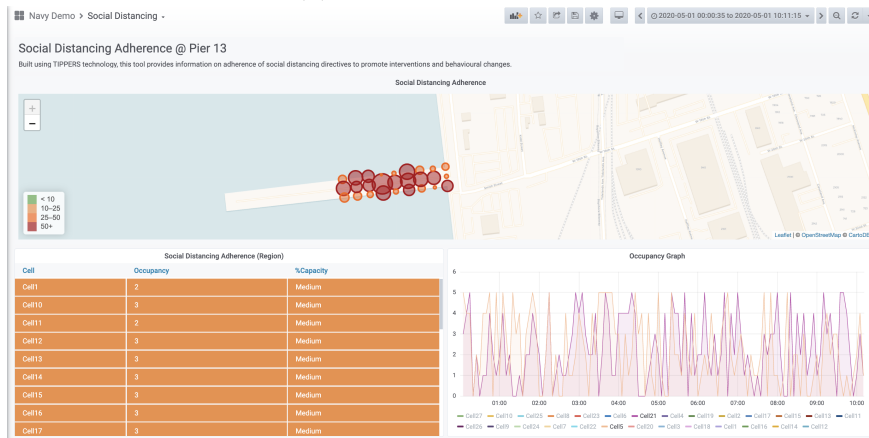 Navy Demo > Social Distancing
2020-05-01 00:00:35 to 2020-05-01 10:11:15
Social Distancing Adherence @ Pier 13
Built using TIPPERS technology, this tool provides information on adherence of social distancing directives to promote interventions and behavioural changes.
Social Distancing Adherence
+
−
< 10
10–25
25–50
50+
Leaflet | © OpenStreetMap © CartoDB
Social Distancing Adherence (Region)
Cell Occupancy %Capacity
Cell1 2 Medium
Cell10 3 Medium
Cell11 2 Medium
Cell12 3 Medium
Cell13 3 Medium
Cell14 3 Medium
Cell15 3 Medium
Cell16 3 Medium
Cell17 3 Medium
Occupancy Graph
6
5
4
3
2
1
0
01:00 02:00 03:00 04:00 05:00 06:00 07:00 08:00 09:00 10:00
Cell27 Cell10 Cell25 Cell8 Cell23 Cell6 Cell21 Cell4 Cell19 Cell2 Cell17 Cell15 Cell13 Cell11
Cell26 Cell9 Cell24 Cell7 Cell22 Cell5 Cell20 Cell3 Cell18 Cell1 Cell16 Cell14 Cell12